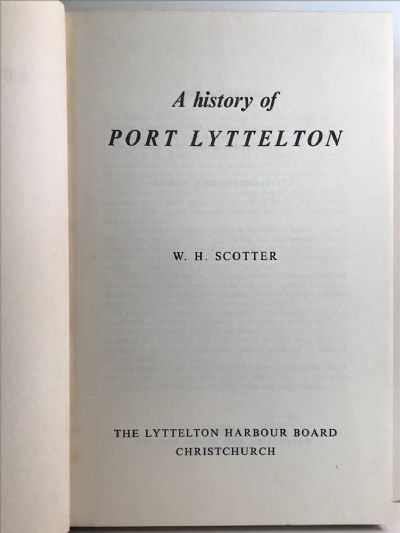 A history of
PORT LYTTELTON
W. H. SCOTTER
THE LYTTELTON HARBOUR BOARD
CHRISTCHURCH